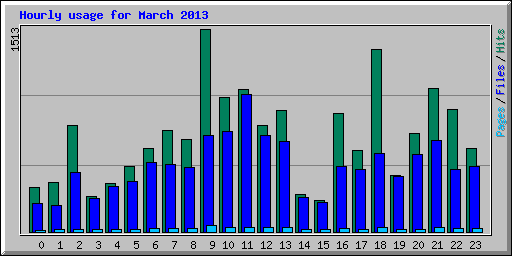 Hourly usage for March 2013
1513
Pages/Files/Hits
0 1 2 3 4 5 6 7 8 9 10 11 12 13 14 15 16 17 18 19 20 21 22 23